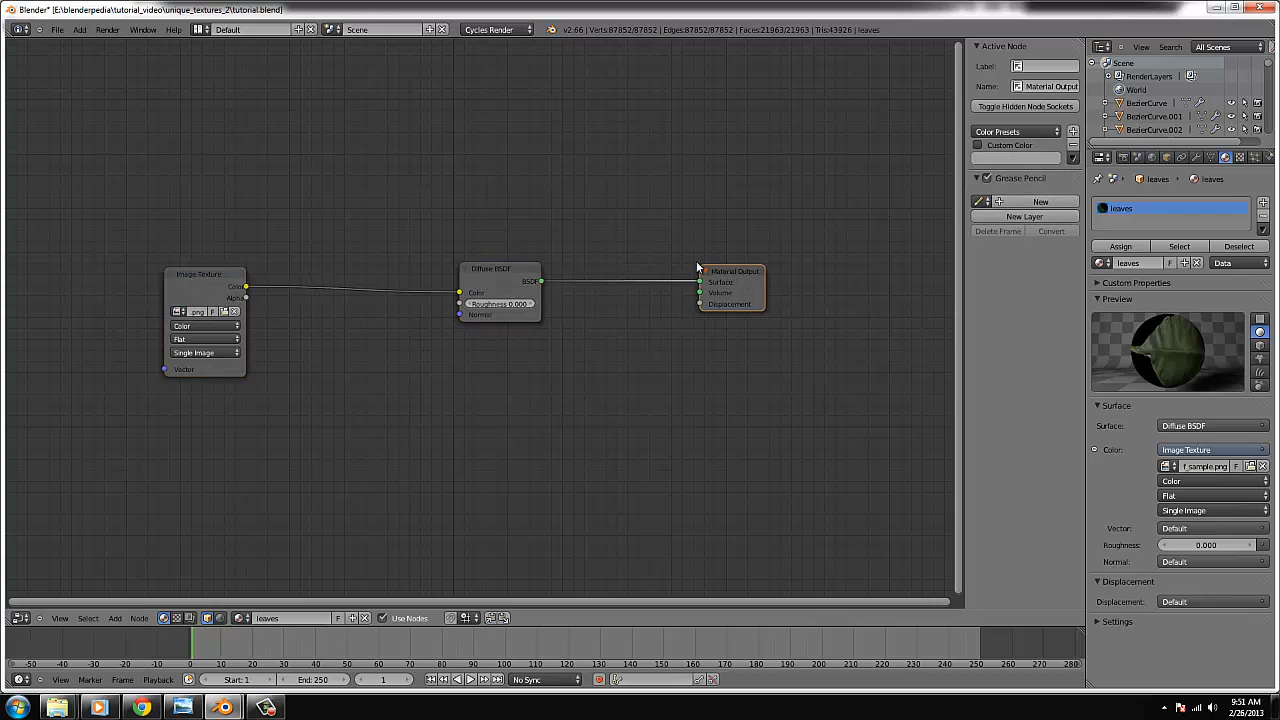 Blender* [E:\blenderpedia\tutorial_video\unique_textures_2\tutorial.blend]
File Add Render Window Help Default Scene Cycles Render v2.66 | Verts:87852/87852 | Edges:87852/87852 | Faces:21963/21963 | Tris:43926 | leaves
Active Node
Label:
Name: Material Output
Toggle Hidden Node Sockets
Color Presets
Custom Color
Grease Pencil
New
New Layer
Delete Frame Convert
View Search All Scenes
Scene
RenderLayers
World
BezierCurve
BezierCurve.001
BezierCurve.002
leaves leaves
leaves
Assign Select Deselect
leaves F Data
Custom Properties
Preview
Surface
Surface: Diffuse BSDF
Color: Image Texture
f_sample.png F
Color
Flat
Single Image
Vector: Default
Roughness: 0.000
Normal: Default
Displacement
Displacement: Default
Settings
Image Texture
Color
Alpha
png F
Color
Flat
Single Image
Vector
Diffuse BSDF
BSDF
Color
Roughness 0.000
Normal
Material Output
Surface
Volume
Displacement
View Select Add Node leaves F Use Nodes
-50 -40 -30 -20 -10 0 10 20 30 40 50 60 70 80 90 100 110 120 130 140 150 160 170 180 190 200 210 220 230 240 250 260 270 280
View Marker Frame Playback Start: 1 End: 250 1 No Sync
9:51 AM
2/26/2013